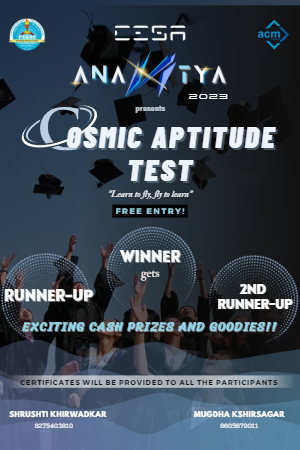 CESA
acm
ANANTYA
2023
presents
COSMIC APTITUDE
TEST
"Learn to fly, fly to learn"
FREE ENTRY!
WINNER
gets
RUNNER-UP
2ND
RUNNER-UP
EXCITING CASH PRIZES AND GOODIES!!
CERTIFICATES WILL BE PROVIDED TO ALL THE PARTICIPANTS
SHRUSHTI KHIRWADKAR
MUGDHA KSHIRSAGAR
8275403810
8605679011